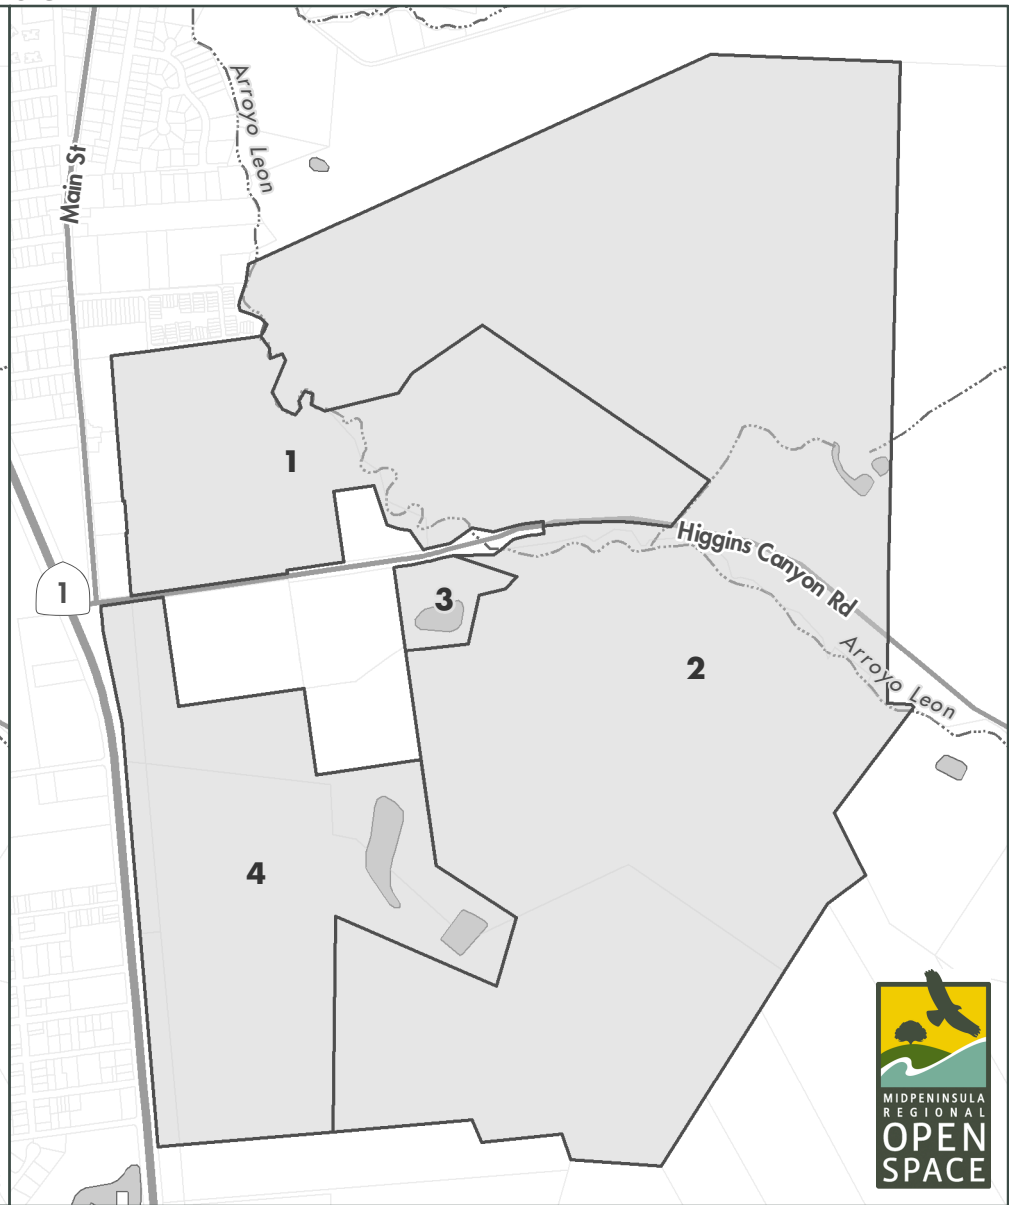 Arroyo Leon
Main St
1
Higgins Canyon Rd
1
3
2
Arroyo Leon
4
MIDPENINSULA
REGIONAL
OPEN
SPACE